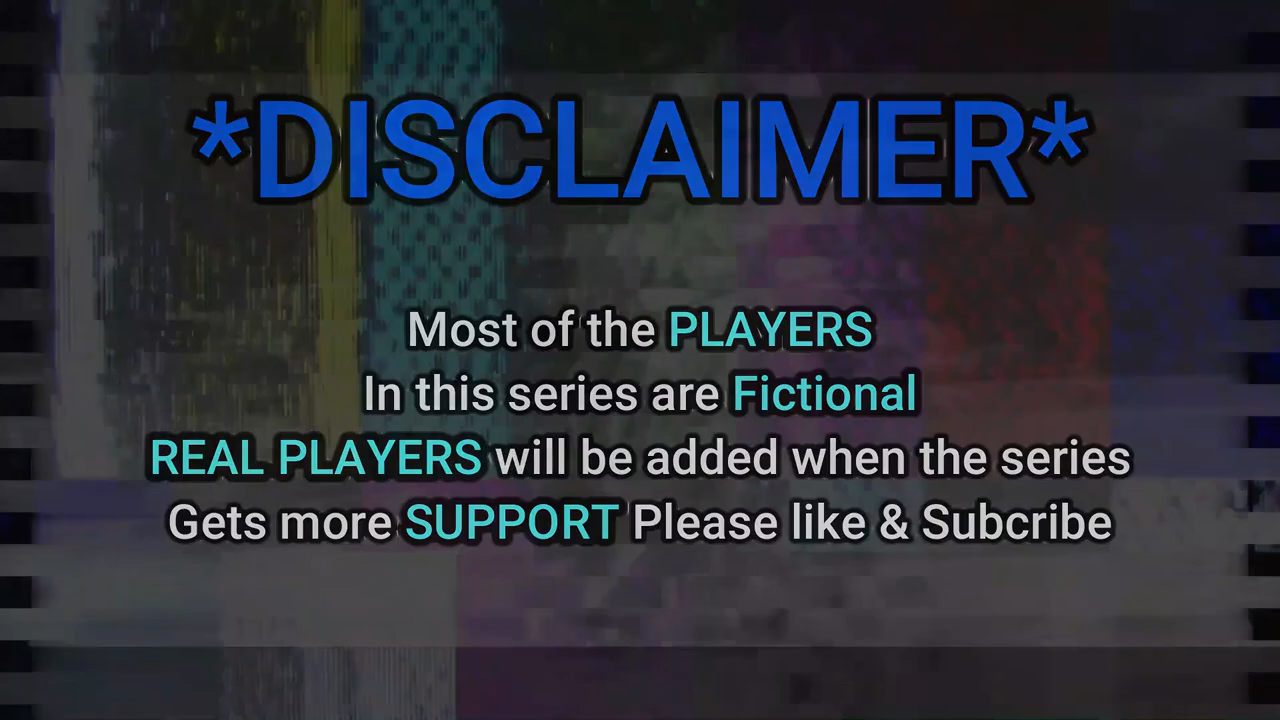 *DISCLAIMER*
Most of the PLAYERS
In this series are Fictional
REAL PLAYERS will be added when the series
Gets more SUPPORT Please like & Subcribe